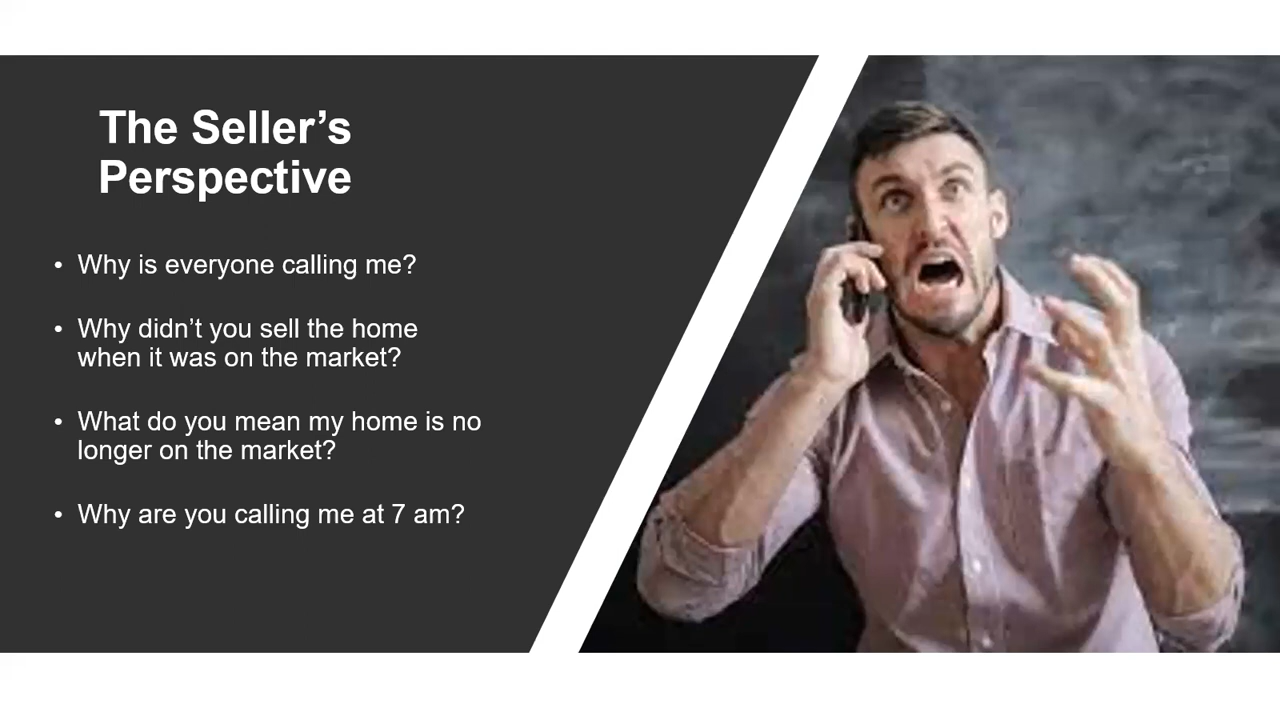 The Seller’s
Perspective
• Why is everyone calling me?
• Why didn’t you sell the home
when it was on the market?
• What do you mean my home is no
longer on the market?
• Why are you calling me at 7 am?